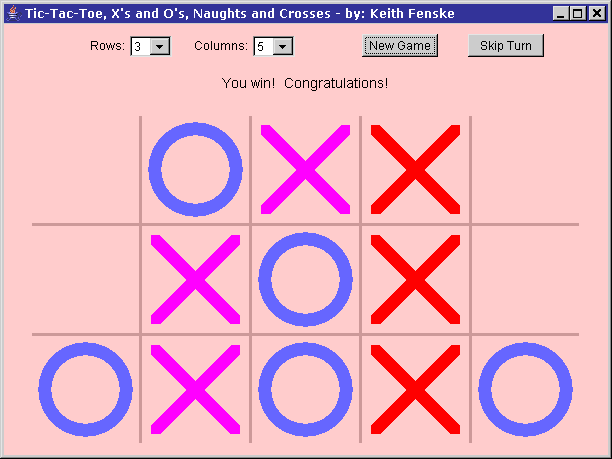 Tic-Tac-Toe, X's and O's, Naughts and Crosses - by: Keith Fenske
Rows: 3 Columns: 5 New Game Skip Turn
You win!  Congratulations!